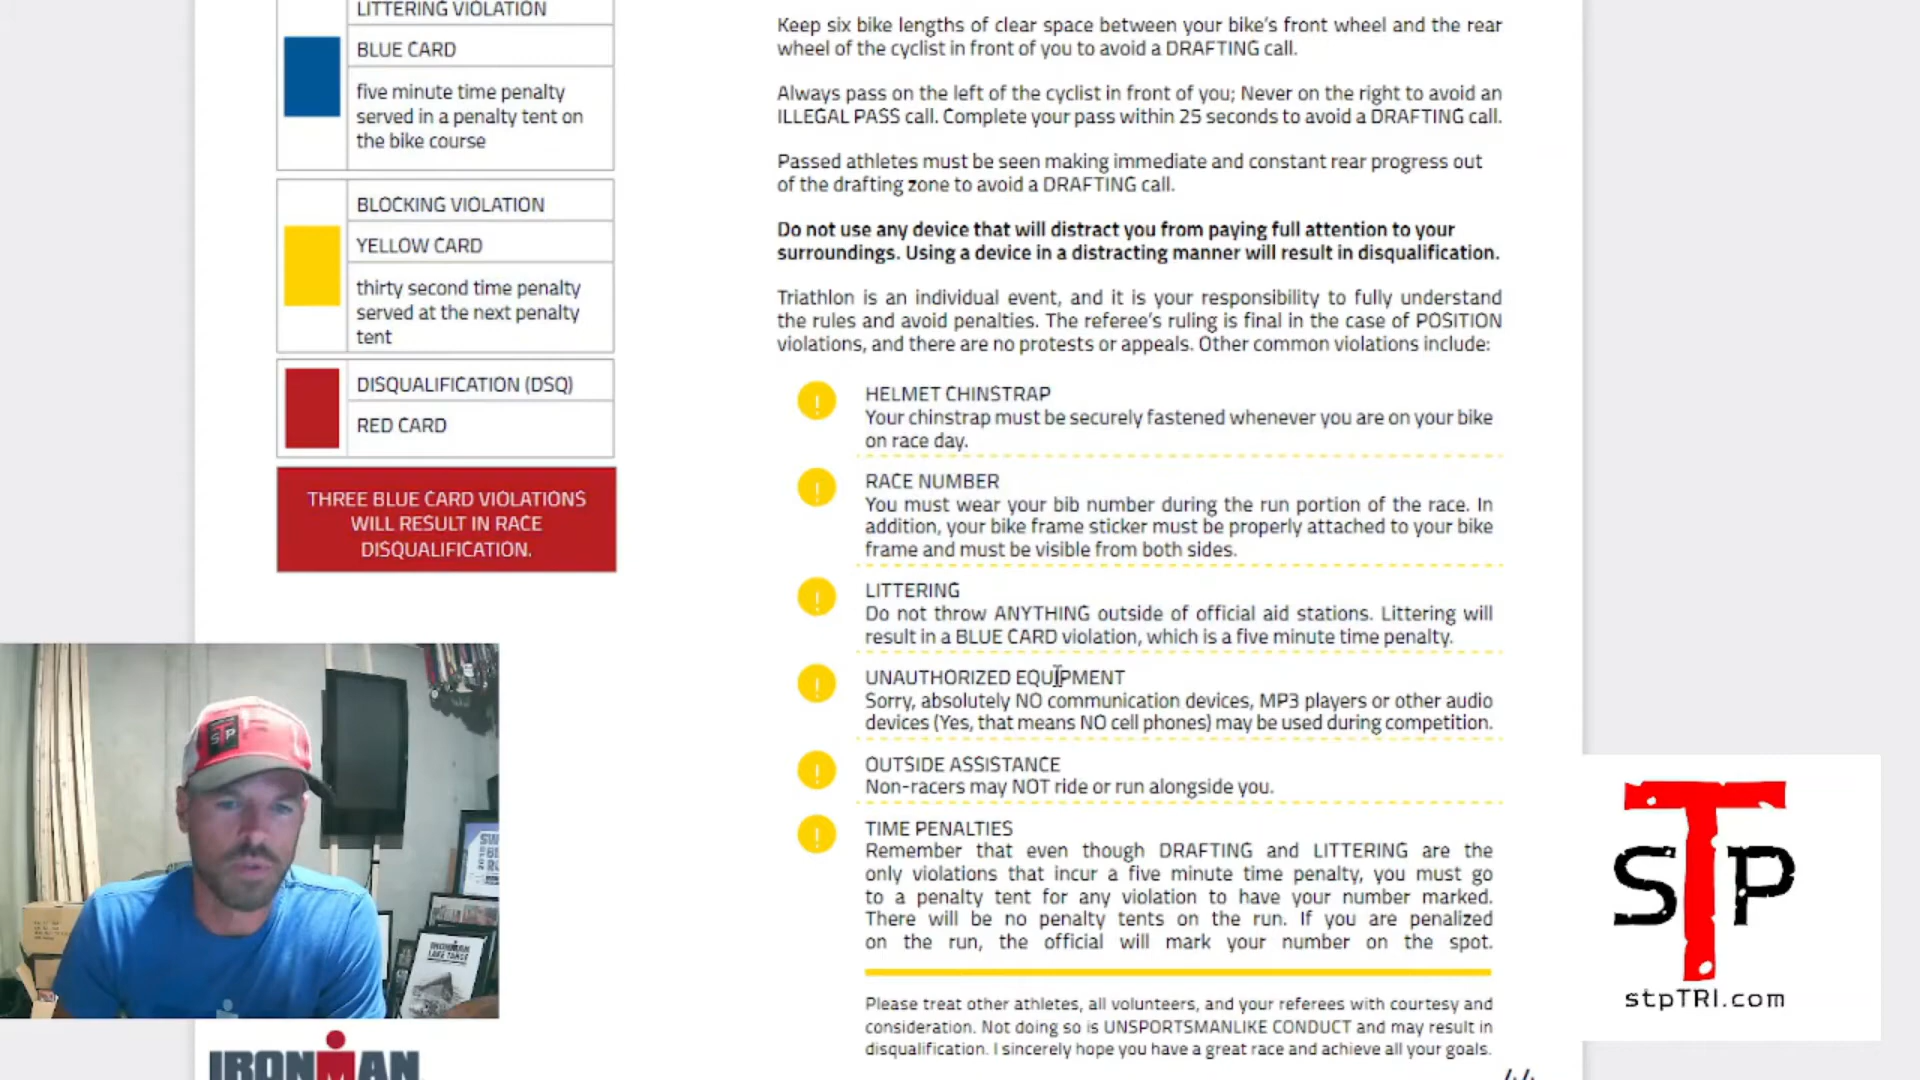 LITTERING VIOLATION
BLUE CARD
five minute time penalty
served in a penalty tent on
the bike course
BLOCKING VIOLATION
YELLOW CARD
thirty second time penalty
served at the next penalty
tent
DISQUALIFICATION (DSQ)
RED CARD
THREE BLUE CARD VIOLATIONS
WILL RESULT IN RACE
DISQUALIFICATION.
Keep six bike lengths of clear space between your bike's front wheel and the rear
wheel of the cyclist in front of you to avoid a DRAFTING call.
Always pass on the left of the cyclist in front of you; Never on the right to avoid an
ILLEGAL PASS call. Complete your pass within 25 seconds to avoid a DRAFTING call.
Passed athletes must be seen making immediate and constant rear progress out
of the drafting zone to avoid a DRAFTING call.
Do not use any device that will distract you from paying full attention to your
surroundings. Using a device in a distracting manner will result in disqualification.
Triathlon is an individual event, and it is your responsibility to fully understand
the rules and avoid penalties. The referee's ruling is final in the case of POSITION
violations, and there are no protests or appeals. Other common violations include:
HELMET CHINSTRAP
Your chinstrap must be securely fastened whenever you are on your bike
on race day.
RACE NUMBER
You must wear your bib number during the run portion of the race. In
addition, your bike frame sticker must be properly attached to your bike
frame and must be visible from both sides.
LITTERING
Do not throw ANYTHING outside of official aid stations. Littering will
result in a BLUE CARD violation, which is a five minute time penalty.
UNAUTHORIZED EQUIPMENT
Sorry, absolutely NO communication devices, MP3 players or other audio
devices (Yes, that means NO cell phones) may be used during competition.
OUTSIDE ASSISTANCE
Non-racers may NOT ride or run alongside you.
TIME PENALTIES
Remember that even though DRAFTING and LITTERING are the
only violations that incur a five minute time penalty, you must go
to a penalty tent for any violation to have your number marked.
There will be no penalty tents on the run. If you are penalized
on the run, the official will mark your number on the spot.
Please treat other athletes, all volunteers, and your referees with courtesy and
consideration. Not doing so is UNSPORTSMANLIKE CONDUCT and may result in
disqualification. I sincerely hope you have a great race and achieve all your goals.
STP
IRONMAN
LAKE TAHOE
IRONMAN
STP
stpTRI.com